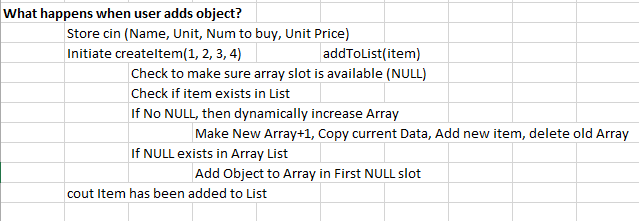 What happens when user adds object?
Store cin (Name, Unit, Num to buy, Unit Price)
Initiate createItem(1, 2, 3, 4) addToList(item)
Check to make sure array slot is available (NULL)
Check if item exists in List
If No NULL, then dynamically increase Array
Make New Array+1, Copy current Data, Add new item, delete old Array
If NULL exists in Array List
Add Object to Array in First NULL slot
cout Item has been added to List